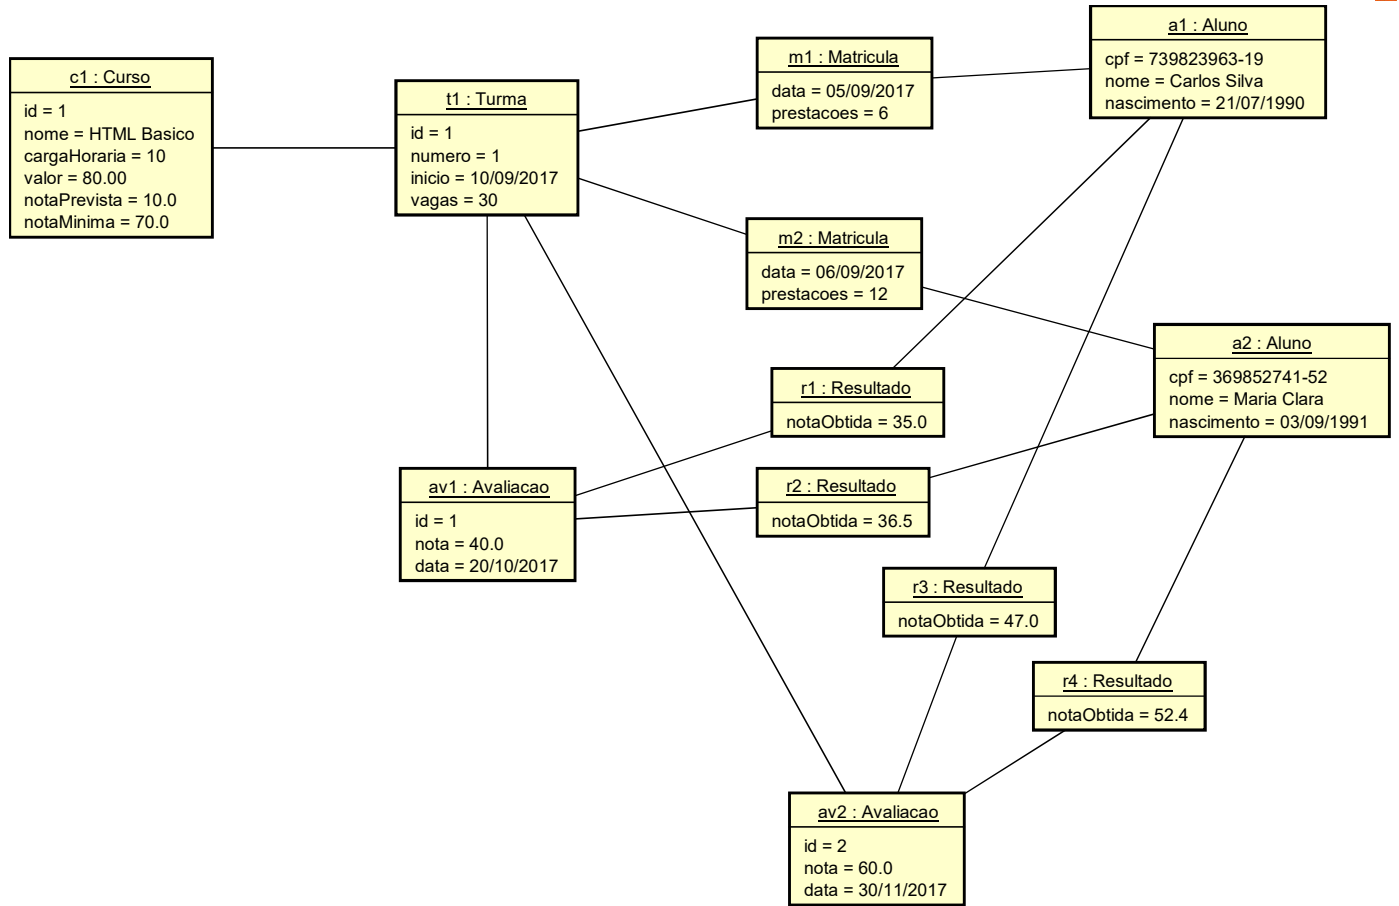 c1 : Curso
id = 1
nome = HTML Basico
cargaHoraria = 10
valor = 80.00
notaPrevista = 10.0
notaMinima = 70.0
t1 : Turma
id = 1
numero = 1
inicio = 10/09/2017
vagas = 30
m1 : Matricula
data = 05/09/2017
prestacoes = 6
a1 : Aluno
cpf = 739823963-19
nome = Carlos Silva
nascimento = 21/07/1990
m2 : Matricula
data = 06/09/2017
prestacoes = 12
a2 : Aluno
cpf = 369852741-52
nome = Maria Clara
nascimento = 03/09/1991
r1 : Resultado
notaObtida = 35.0
av1 : Avaliacao
id = 1
nota = 40.0
data = 20/10/2017
r2 : Resultado
notaObtida = 36.5
r3 : Resultado
notaObtida = 47.0
r4 : Resultado
notaObtida = 52.4
av2 : Avaliacao
id = 2
nota = 60.0
data = 30/11/2017